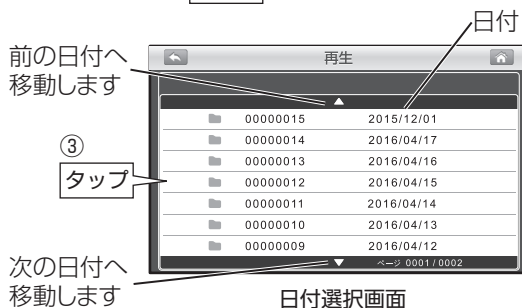 日付
前の日付へ
移動します
再生
00000015 2015/12/01
00000014 2016/04/17
00000013 2016/04/16
③
タップ
00000012 2016/04/15
00000011 2016/04/14
00000010 2016/04/13
00000009 2016/04/12
ページ 0001/0002
次の日付へ
移動します
日付選択画面